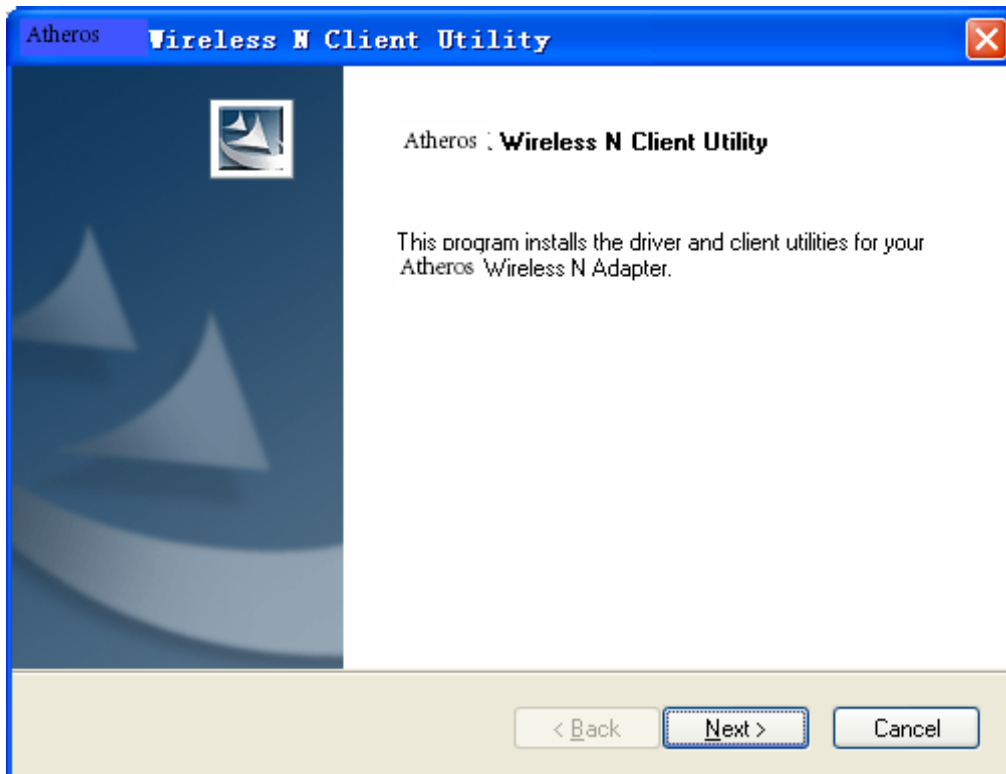 Atheros Wireless N Client Utility
Atheros Wireless N Client Utility
This program installs the driver and client utilities for your
Atheros Wireless N Adapter.
< Back
Next >
Cancel